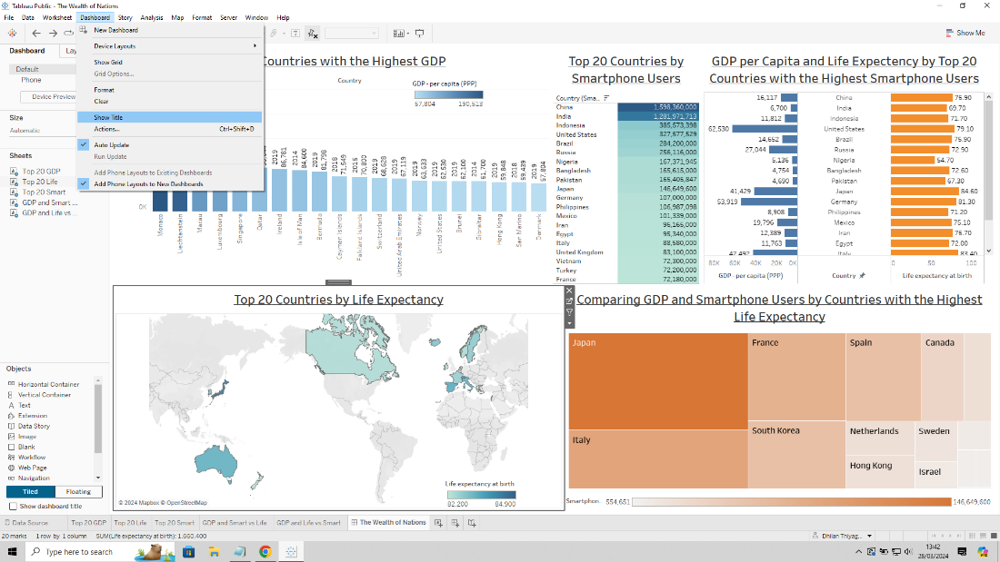 Tableau Public - The Wealth of Nations
File Data Worksheet Dashboard Story Analysis Map Format Server Window Help
Show Me
New Dashboard
Device Layouts
Show Grid
Grid Options...
Format
Clear
Show Title
Actions... Ctrl+Shift+D
Auto Update
Run Update
Add Phone Layouts to Existing Dashboards
Add Phone Layouts to New Dashboards
Dashboard
Default
Phone
Device Preview
Size
Automatic
Sheets
Top 20 GDP
Top 20 Life
Top 20 Smart
GDP and Smart ...
GDP and Life vs ...
Objects
Horizontal Container
Vertical Container
A Text
Extension
Data Story
Image
Blank
Workflow
Web Page
Navigation
Tiled Floating
Show dashboard title
Countries with the Highest GDP
Country
GDP - per capita (PPP)
57,804 190,513
2019 86,781
2014 84,600
2019 81,798
2018 71,549
2015 70,800
2019 68,628
2019 67,119
2019 63,633
2019 62,530
2019 62,100
2014 61,700
2019 59,848
2018 59,439
2019 57,804
0K
Monaco
Liechtenstein
Macau
Luxembourg
Singapore
Qatar
Ireland
Isle of Man
Bermuda
Cayman Islands
Falkland Islands
Switzerland
United Arab Emirates
Norway
United States
Brunei
Gibraltar
Hong Kong
San Marino
Denmark
Top 20 Countries by
Smartphone Users
Country (Sma...
China 1,598,360,000
India 1,281,971,713
Indonesia 385,573,398
United States 327,577,529
Brazil 284,200,000
Russia 256,116,000
Nigeria 167,371,945
Bangladesh 165,615,000
Pakistan 165,405,847
Japan 146,649,600
Germany 107,000,000
Philippines 106,987,098
Mexico 101,339,000
Iran 96,165,000
Egypt 95,340,000
Italy 88,580,000
United Kingdom 83,100,000
Vietnam 72,300,000
Turkey 72,200,000
France 72,180,000
GDP per Capita and Life Expectency by Top 20
Countries with the Highest Smartphone Users
16,117 China 76.90
6,700 India 69.70
11,812 Indonesia 71.70
62,530 United States 79.10
14,652 Brazil 75.90
27,044 Russia 72.90
5,136 Nigeria 54.70
4,754 Bangladesh 72.60
4,690 Pakistan 67.30
41,429 Japan 84.60
53,919 Germany 81.30
8,908 Philippines 71.20
19,796 Mexico 75.10
12,389 Iran 76.70
11,763 Egypt 72.00
42,492 Italy 83.40
80K 60K 40K 20K 0K 0 50 100
GDP - per capita (PPP) Country Life expectancy at birth
Top 20 Countries by Life Expectancy
© 2024 Mapbox © OpenStreetMap
Life expectancy at birth
82.200 84.900
Comparing GDP and Smartphone Users by Countries with the Highest
Life Expectancy
Japan
France
Spain
Canada
Italy
South Korea
Netherlands
Sweden
Hong Kong
Israel
Smartphon... 554,651 146,649,600
Data Source Top 20 GDP Top 20 Life Top 20 Smart GDP and Smart vs Life GDP and Life vs Smart The Wealth of Nations
20 marks 1 row by 1 column SUM(Life expectancy at birth): 1,660.400
Dhilan Thiyag...
Type here to search
13:42
28/03/2024